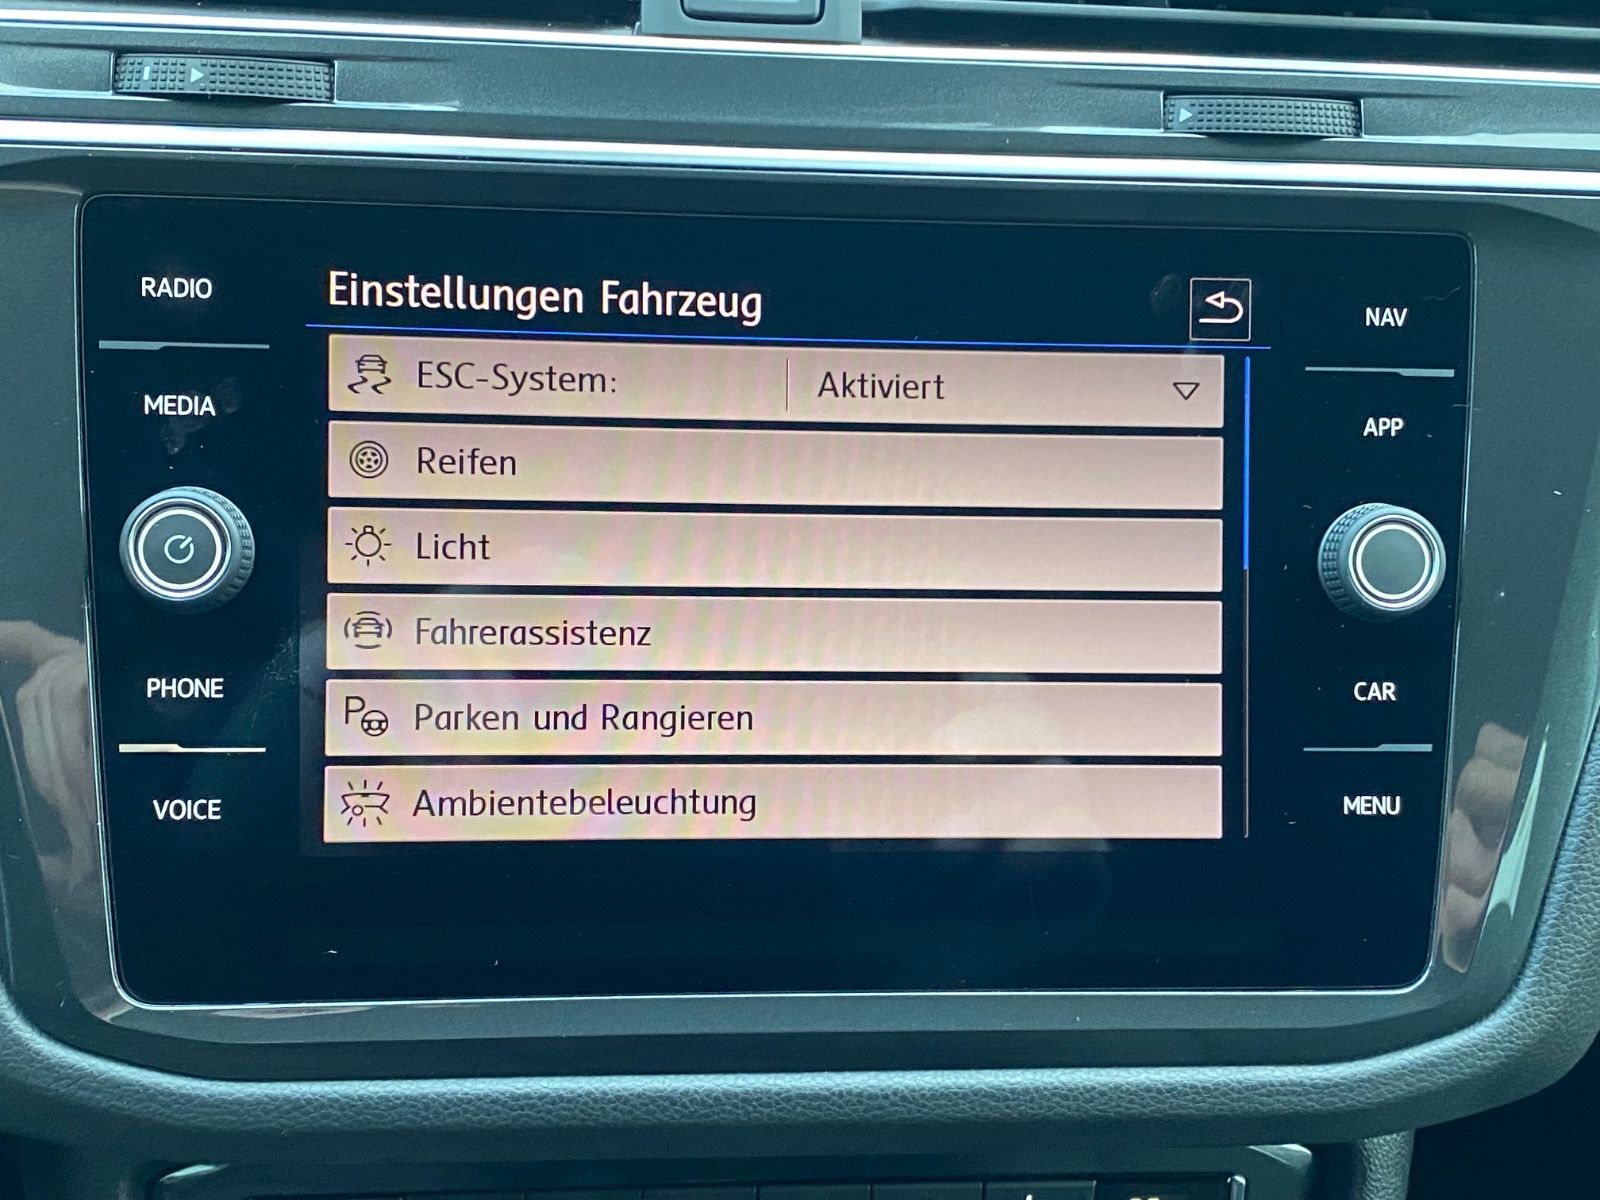 RADIO
MEDIA
PHONE
VOICE
Einstellungen Fahrzeug
ESC-System: Aktiviert
Reifen
Licht
Fahrerassistenz
Parken und Rangieren
Ambientebeleuchtung
NAV
APP
CAR
MENU